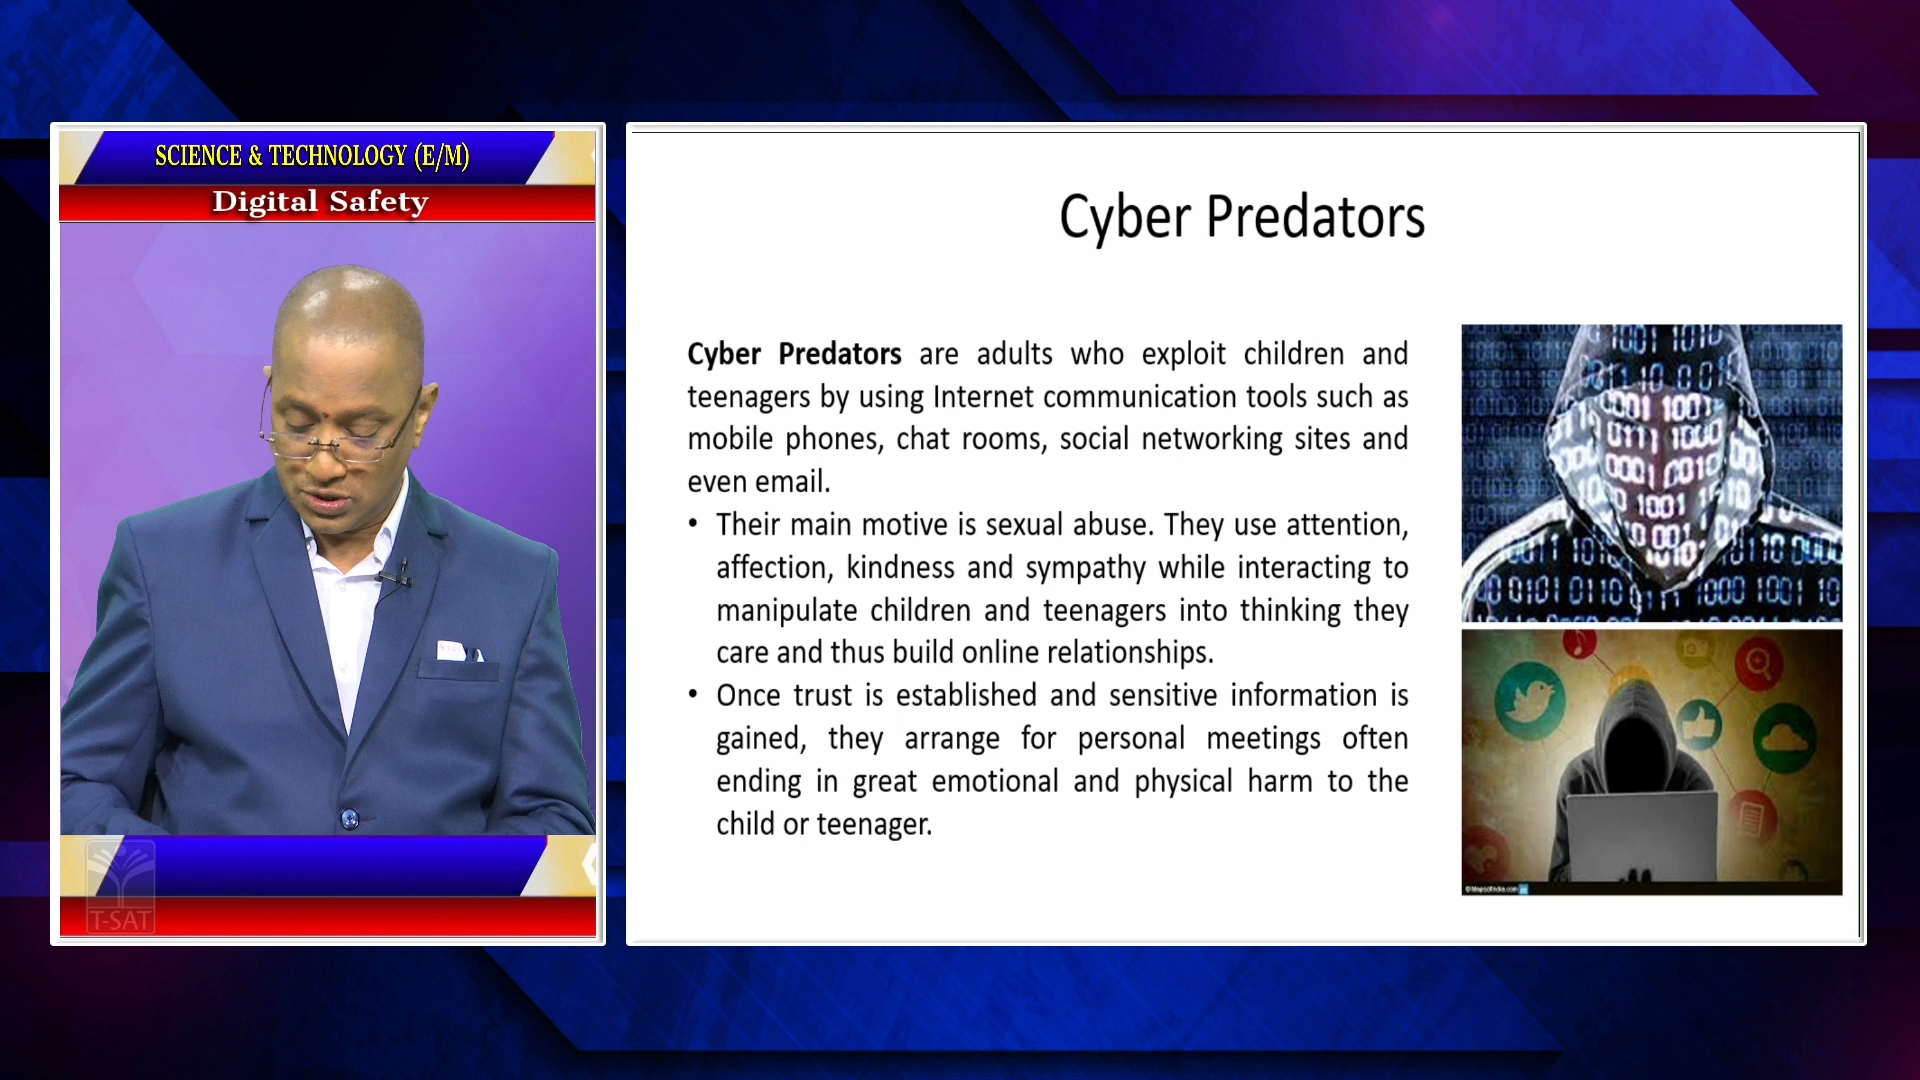 SCIENCE & TECHNOLOGY (E/M)
Digital Safety
T-SAT
Cyber Predators
Cyber Predators are adults who exploit children and
teenagers by using Internet communication tools such as
mobile phones, chat rooms, social networking sites and
even email.
• Their main motive is sexual abuse. They use attention,
affection, kindness and sympathy while interacting to
manipulate children and teenagers into thinking they
care and thus build online relationships.
• Once trust is established and sensitive information is
gained, they arrange for personal meetings often
ending in great emotional and physical harm to the
child or teenager.